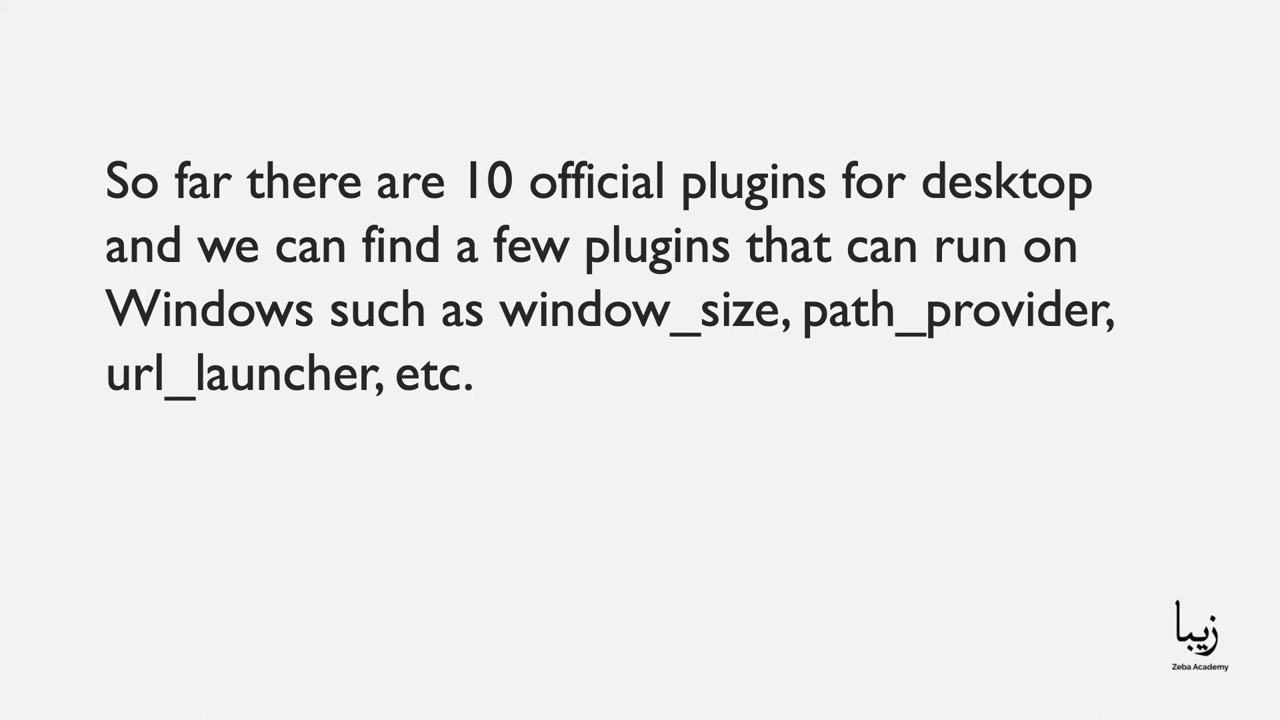 So far there are 10 official plugins for desktop
and we can find a few plugins that can run on
Windows such as window_size, path_provider,
url_launcher, etc.
زیبا
Zeba Academy